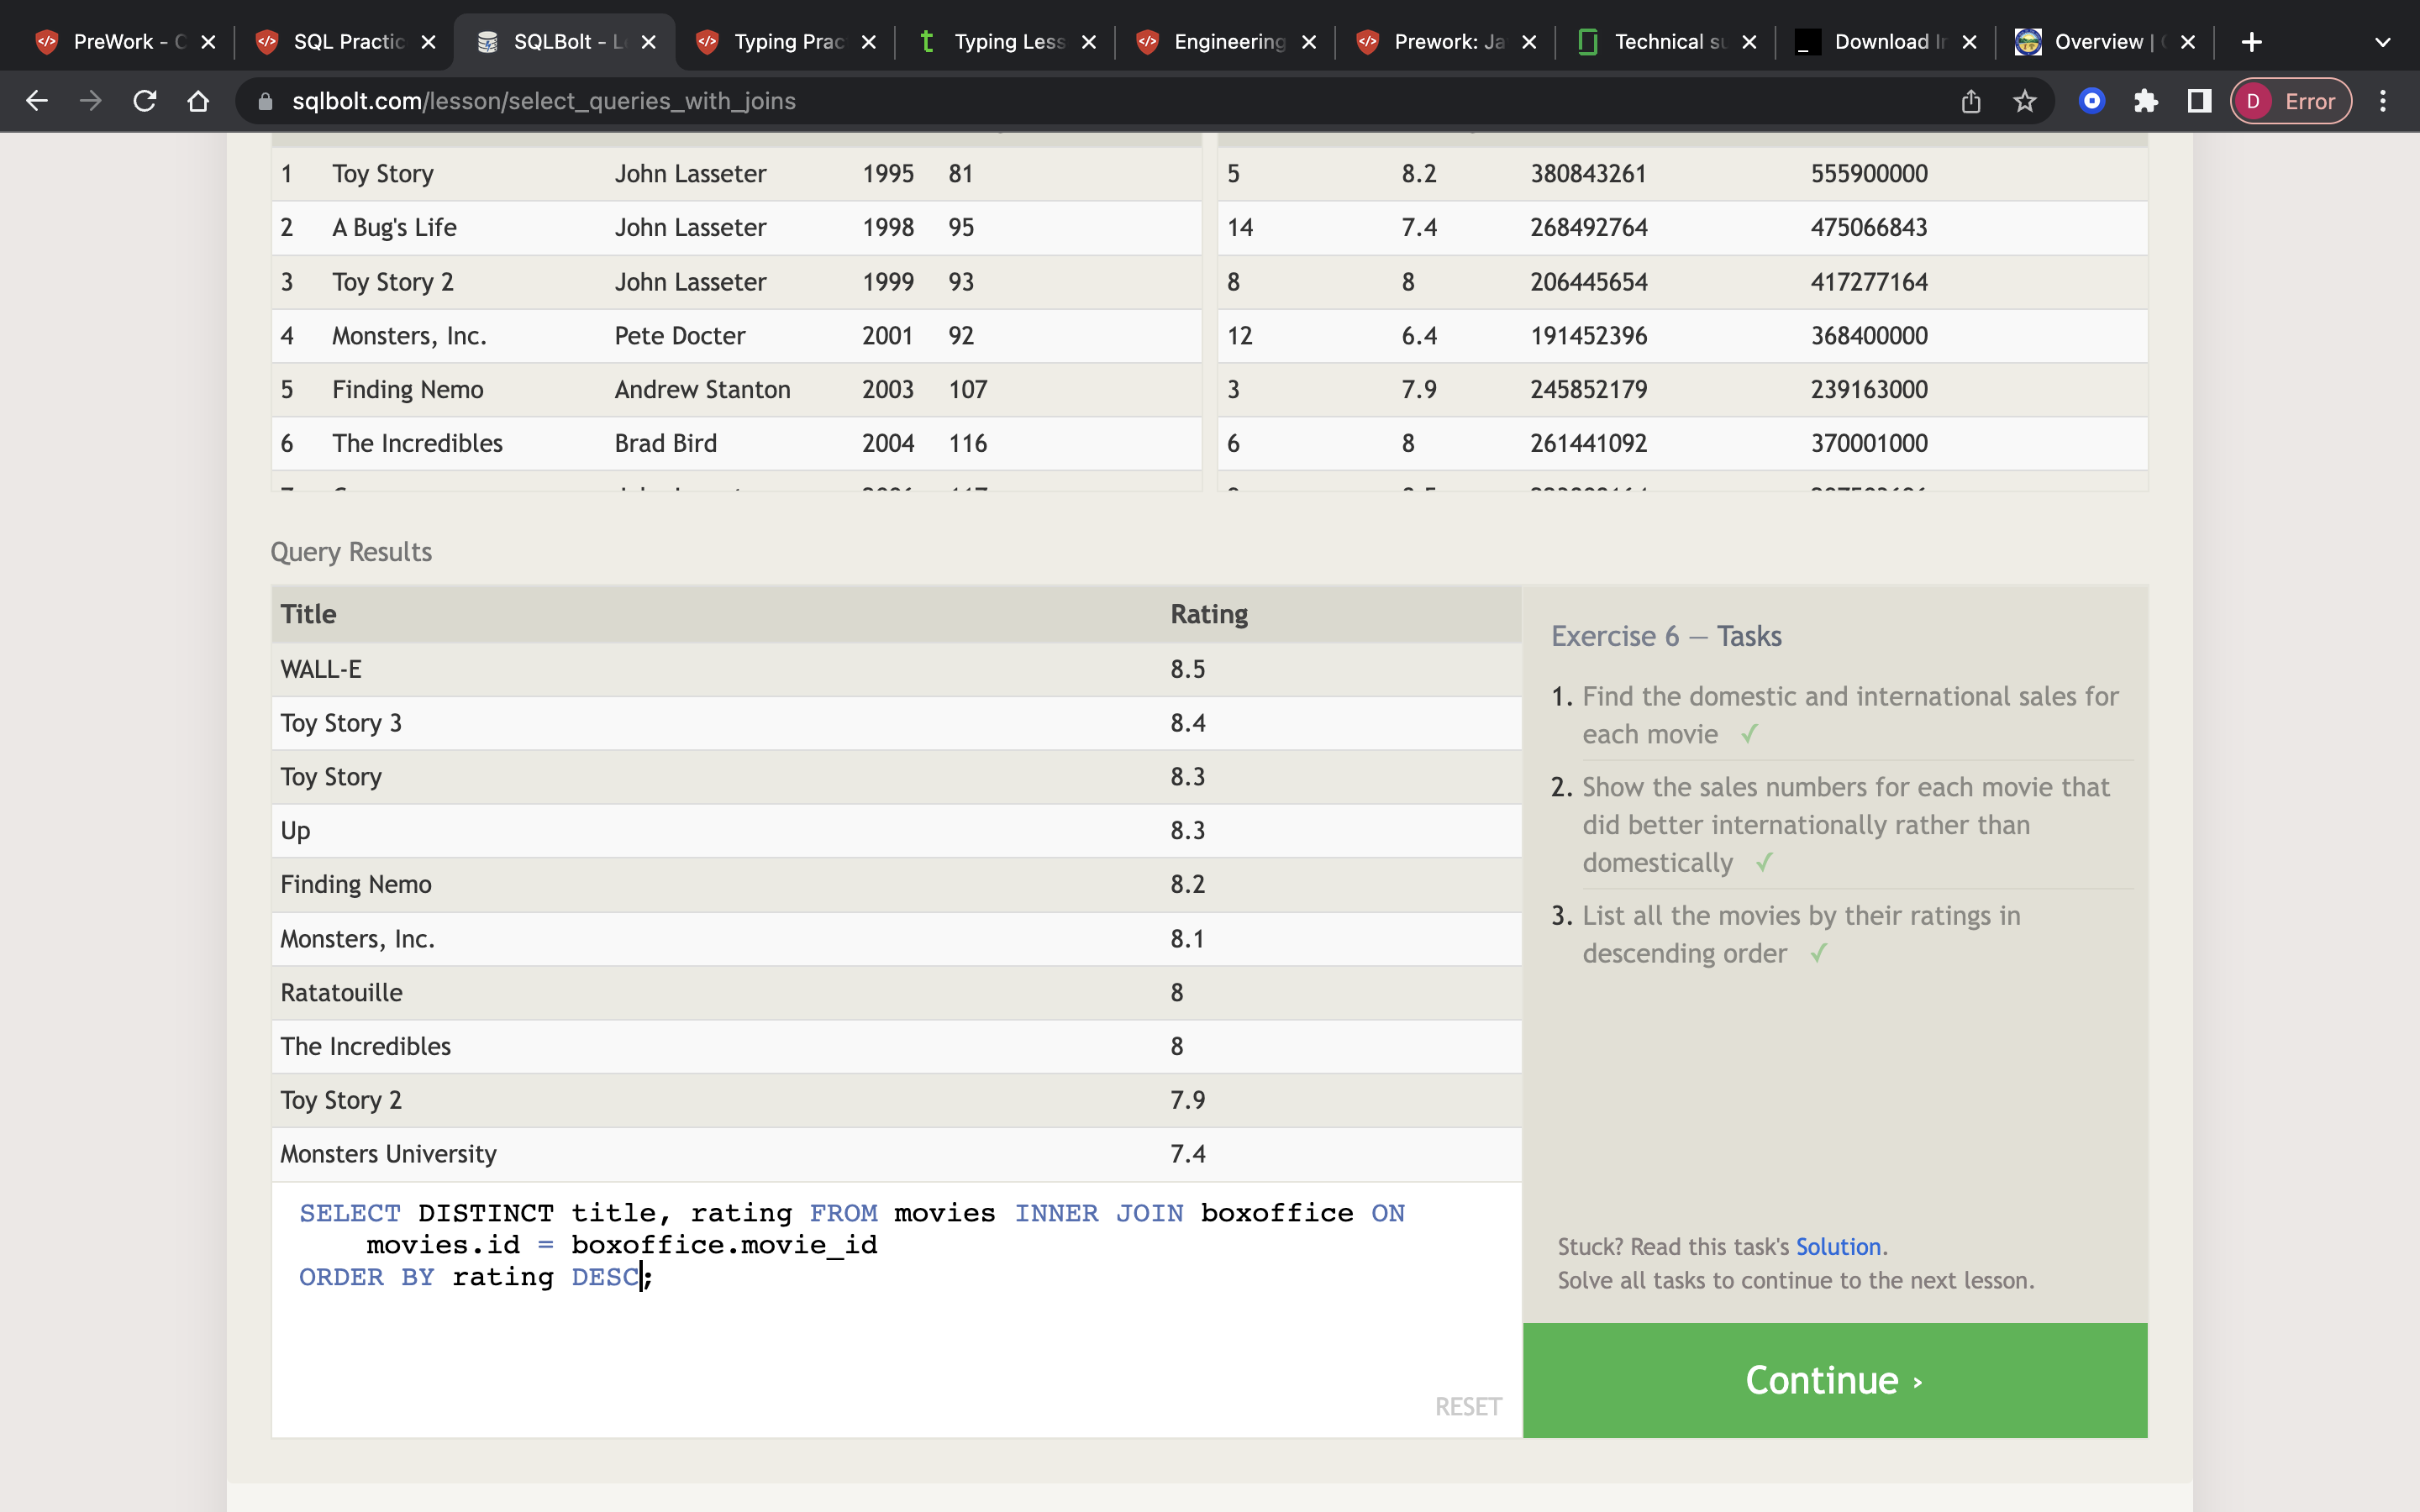 PreWork - C
SQL Practic
SQLBolt - L
Typing Prac
t Typing Less
Engineering
Prework: Ja
Technical su
Download I
Overview |
sqlbolt.com/lesson/select_queries_with_joins
D Error
1 Toy Story John Lasseter 1995 81
2 A Bug's Life John Lasseter 1998 95
3 Toy Story 2 John Lasseter 1999 93
4 Monsters, Inc. Pete Docter 2001 92
5 Finding Nemo Andrew Stanton 2003 107
6 The Incredibles Brad Bird 2004 116
5 8.2 380843261 555900000
14 7.4 268492764 475066843
8 8 206445654 417277164
12 6.4 191452396 368400000
3 7.9 245852179 239163000
6 8 261441092 370001000
Query Results
Title Rating
WALL-E 8.5
Toy Story 3 8.4
Toy Story 8.3
Up 8.3
Finding Nemo 8.2
Monsters, Inc. 8.1
Ratatouille 8
The Incredibles 8
Toy Story 2 7.9
Monsters University 7.4
SELECT DISTINCT title, rating FROM movies INNER JOIN boxoffice ON
movies.id = boxoffice.movie_id
ORDER BY rating DESC;
RESET
Exercise 6 — Tasks
1. Find the domestic and international sales for
each movie ✓
2. Show the sales numbers for each movie that
did better internationally rather than
domestically ✓
3. List all the movies by their ratings in
descending order ✓
Stuck? Read this task's Solution.
Solve all tasks to continue to the next lesson.
Continue ›